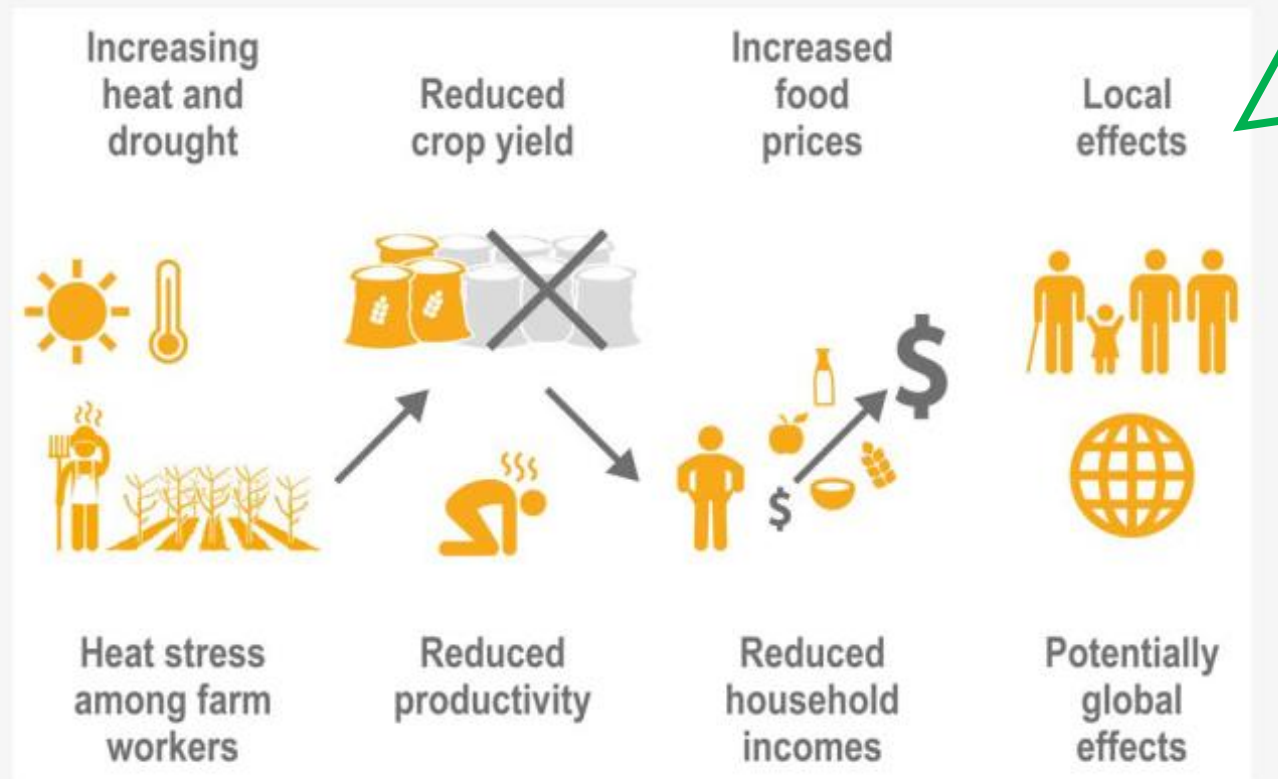 Increasing
heat and
drought
Reduced
crop yield
Increased
food
prices
Local
effects
$
$
Heat stress
among farm
workers
Reduced
productivity
Reduced
household
incomes
Potentially
global
effects